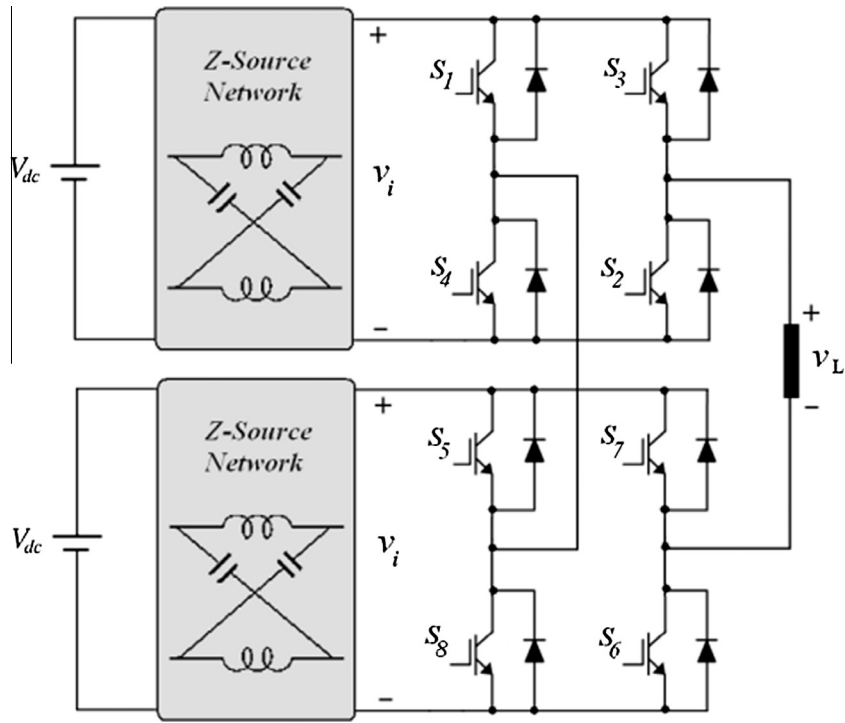 Z-Source
Network
V_dc
+
v_i
−
S_1
S_3
S_4
S_2
+
v_L
−
Z-Source
Network
V_dc
+
v_i
−
S_5
S_7
S_8
S_6